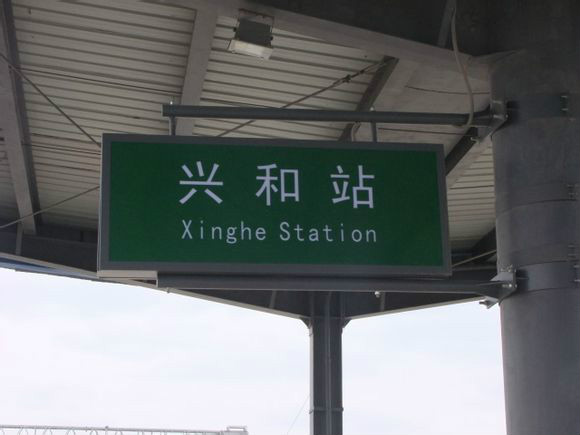 兴和站
Xinghe Station